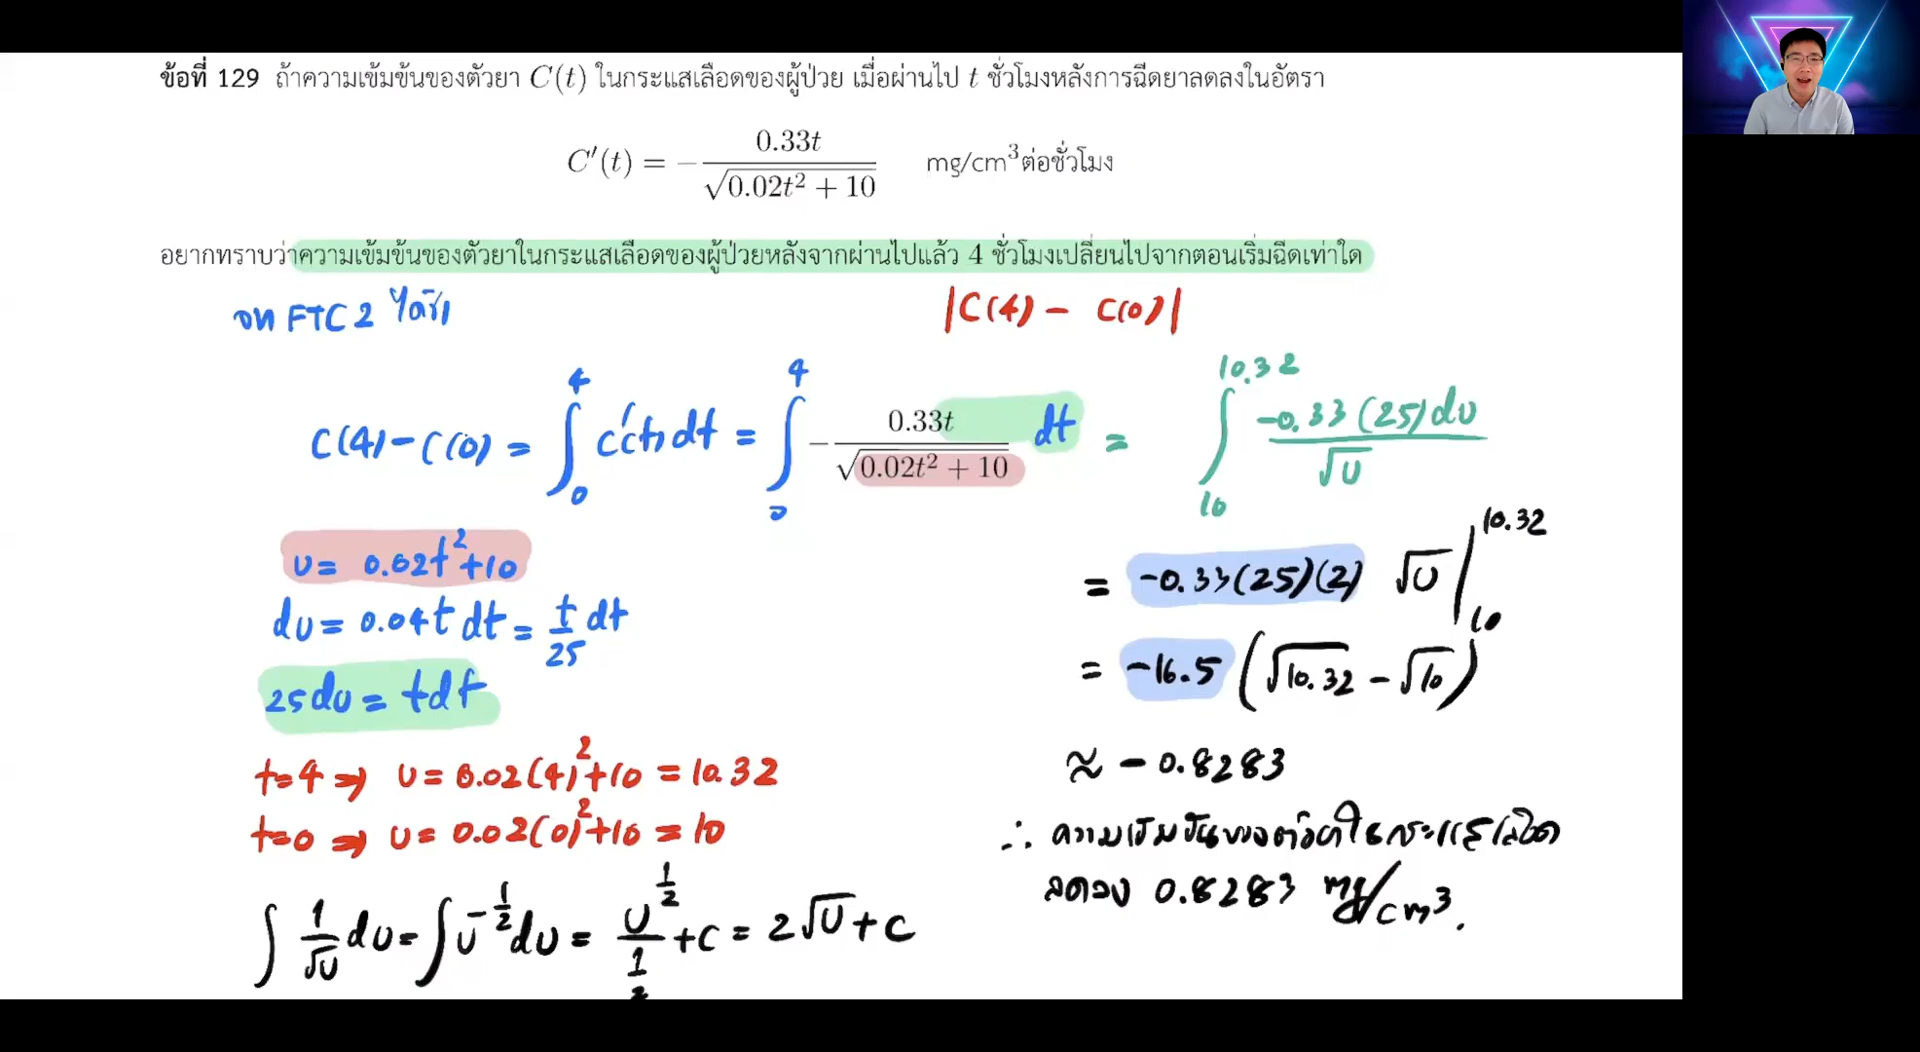 ข้อที่ 129 ถ้าความเข้มข้นของตัวยา C(t) ในกระแสเลือดของผู้ป่วย เมื่อผ่านไป t ชั่วโมงหลังการฉีดยาลดลงในอัตรา
C′(t) = − 0.33t / √(0.02t² + 10) mg/cm³ต่อชั่วโมง
อยากทราบว่าความเข้มข้นของตัวยาในกระแสเลือดของผู้ป่วยหลังจากผ่านไปแล้ว 4 ชั่วโมงเปลี่ยนไปจากตอนเริ่มฉีดเท่าใด
จาก FTC 2 ได้ว่า
|C(4) − C(0)|
C(4) − C(0) = ∫₀⁴ C′(t) dt = ∫₀⁴ − 0.33t / √(0.02t² + 10) dt = ∫₁₀^10.32 −0.33(25)du / √u
u = 0.02t² + 10
du = 0.04t dt = t/25 dt
25du = tdt
t=4 ⇒ u = 0.02(4)² + 10 = 10.32
t=0 ⇒ u = 0.02(0)² + 10 = 10
∫ 1/√u du = ∫ u^(−1/2) du = u^(1/2) / (1/2) + c = 2√u + c
= −0.33(25)(2) √u |₁₀^10.32
= −16.5 (√10.32 − √10)
≈ −0.8283
∴ ความเข้มข้นของตัวยาในกระแสเลือด
ลดลง 0.8283 mg/cm³.